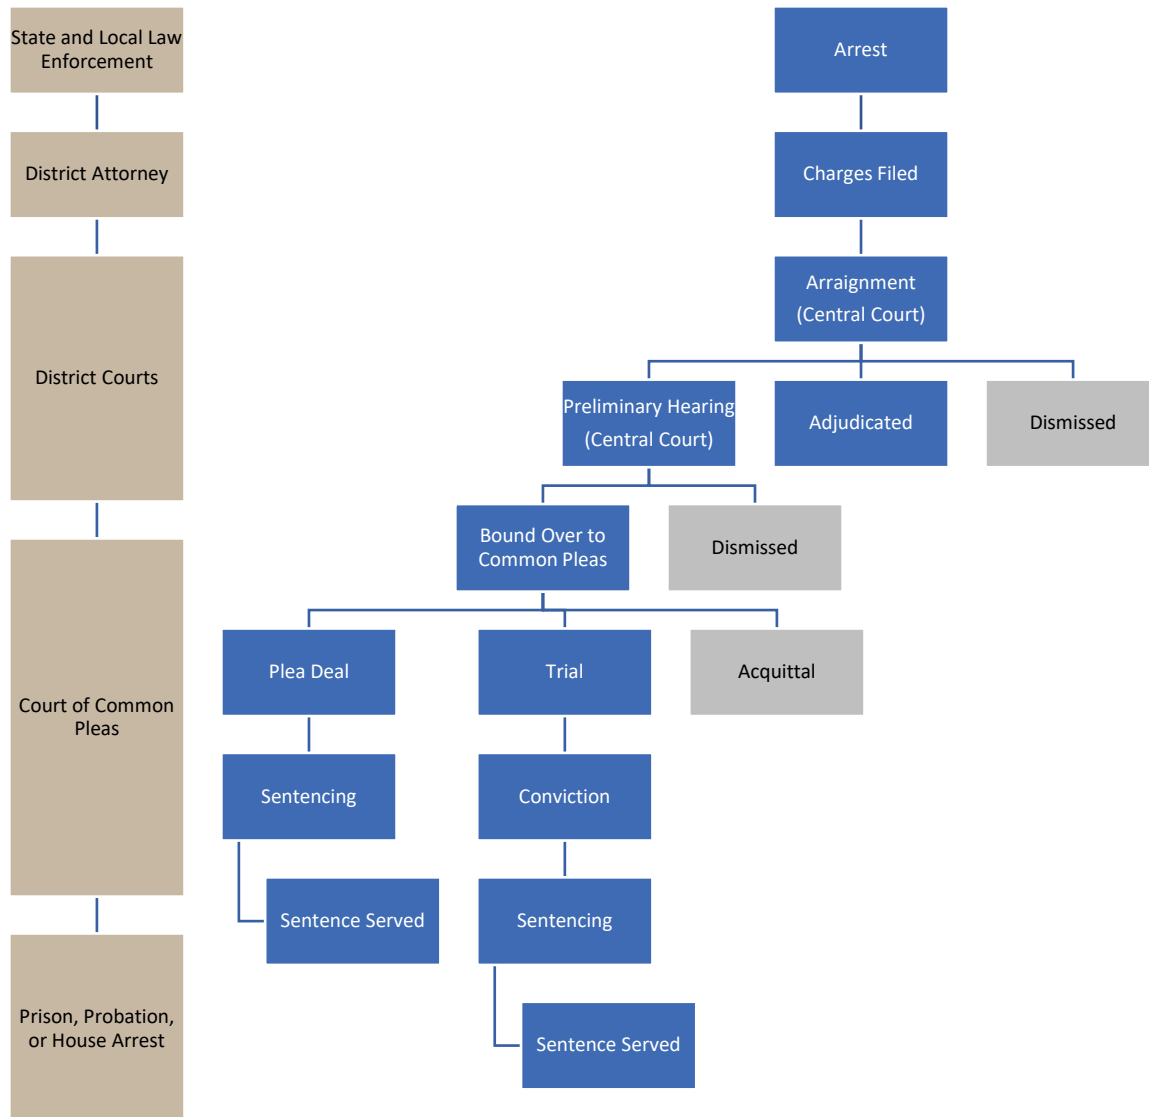 State and Local Law
Enforcement
Arrest
District Attorney
Charges Filed
Arraignment
(Central Court)
District Courts
Preliminary Hearing
(Central Court)
Adjudicated
Dismissed
Bound Over to
Common Pleas
Dismissed
Court of Common
Pleas
Plea Deal
Trial
Acquittal
Sentencing
Conviction
Sentence Served
Sentencing
Prison, Probation,
or House Arrest
Sentence Served